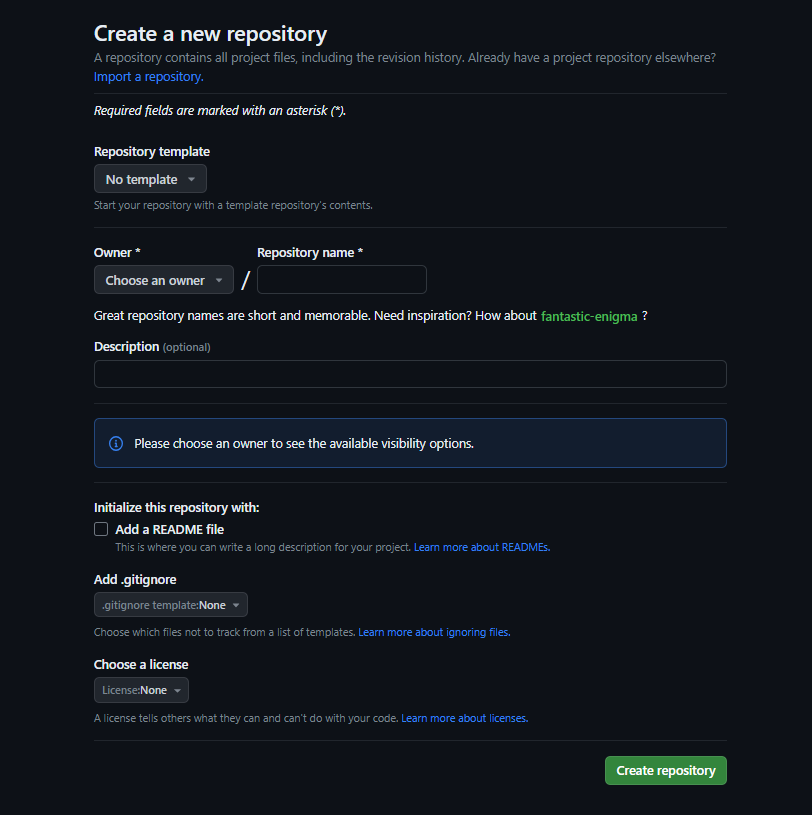 Create a new repository
A repository contains all project files, including the revision history. Already have a project repository elsewhere?
Import a repository.
Required fields are marked with an asterisk (*).
Repository template
No template
Start your repository with a template repository's contents.
Owner * Repository name *
Choose an owner /
Great repository names are short and memorable. Need inspiration? How about fantastic-enigma ?
Description (optional)
Please choose an owner to see the available visibility options.
Initialize this repository with:
Add a README file
This is where you can write a long description for your project. Learn more about READMEs.
Add .gitignore
.gitignore template:None
Choose which files not to track from a list of templates. Learn more about ignoring files.
Choose a license
License:None
A license tells others what they can and can't do with your code. Learn more about licenses.
Create repository